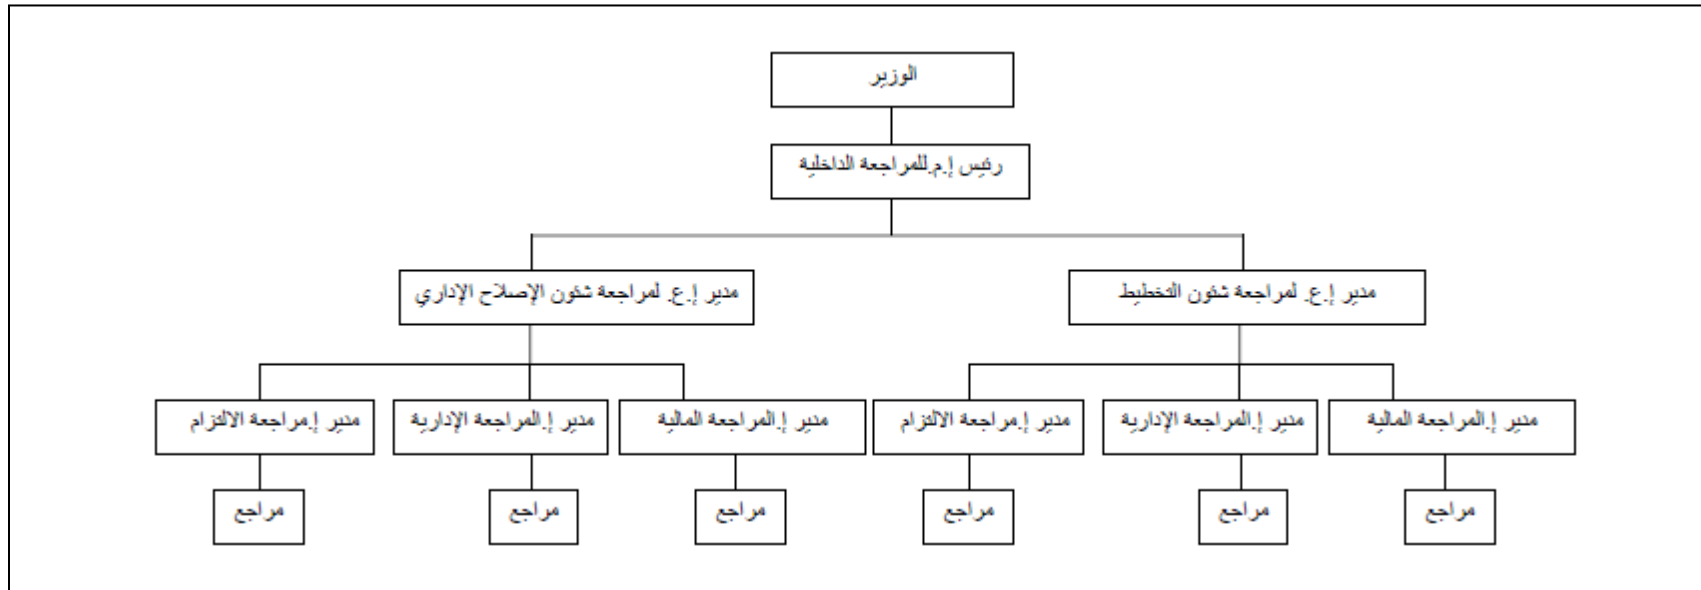 الوزير
رئيس إ.م.للمراجعة الداخلية
مدير إ.ع. لمراجعة شئون التخطيط
مدير إ.ع. لمراجعة شئون الإصلاح الإداري
مدير إ.المراجعة المالية
مدير إ.المراجعة الإدارية
مدير إ.مراجعة الالتزام
مدير إ.المراجعة المالية
مدير إ.المراجعة الإدارية
مدير إ.مراجعة الالتزام
مراجع
مراجع
مراجع
مراجع
مراجع
مراجع